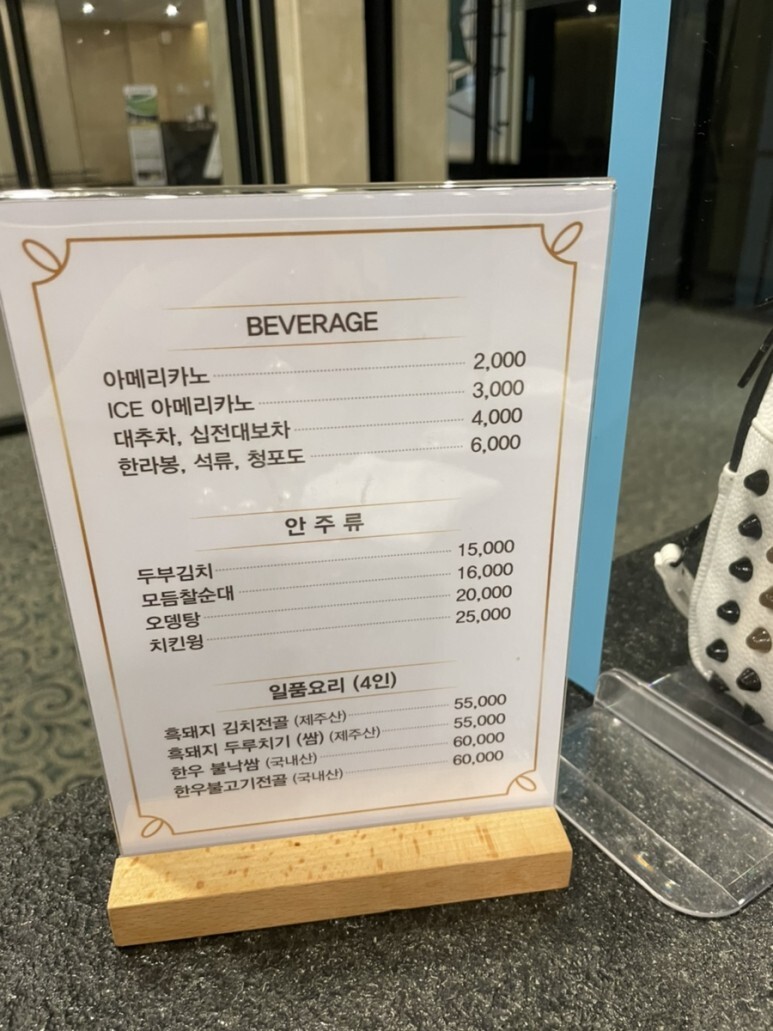 BEVERAGE
아메리카노 2,000
ICE 아메리카노 3,000
대추차, 십전대보차 4,000
한라봉, 석류, 청포도 6,000
안 주 류
두부김치 15,000
모듬찰순대 16,000
오뎅탕 20,000
치킨윙 25,000
일품요리 (4인)
흑돼지 김치전골 (제주산) 55,000
흑돼지 두루치기 (쌈) (제주산) 55,000
한우 불낙쌈 (국내산) 60,000
한우불고기전골 (국내산) 60,000